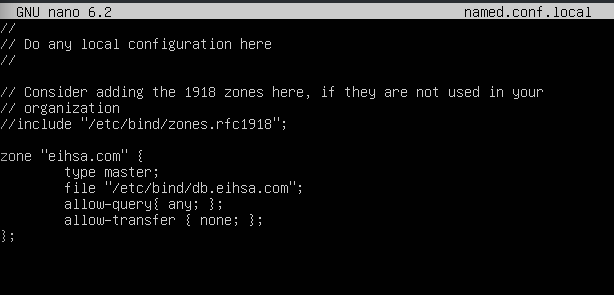 GNU nano 6.2 named.conf.local
//
// Do any local configuration here
//
// Consider adding the 1918 zones here, if they are not used in your
// organization
//include "/etc/bind/zones.rfc1918";
zone "eihsa.com" {
type master;
file "/etc/bind/db.eihsa.com";
allow-query{ any; };
allow-transfer { none; };
};